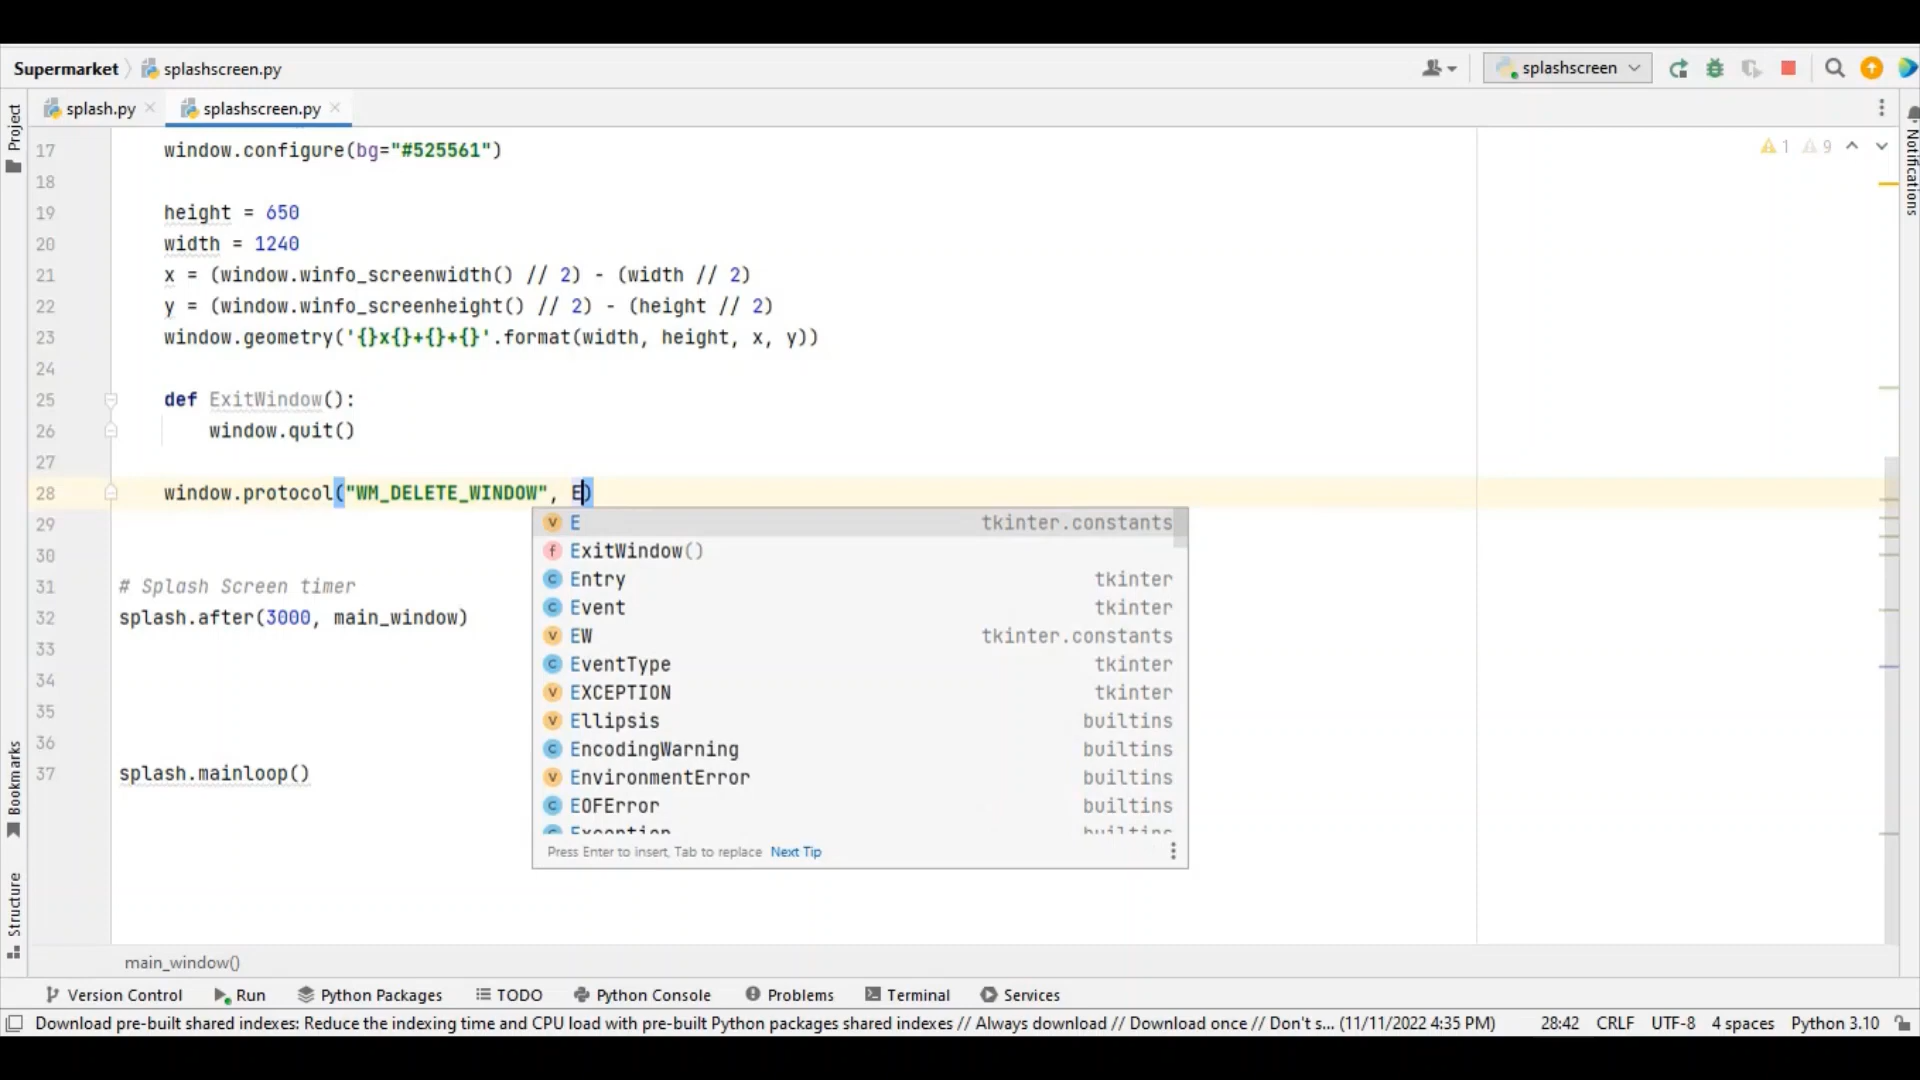 Supermarket splashscreen.py
splashscreen
splash.py splashscreen.py
Project
Notifications
1 9
17 window.configure(bg="#525561")
18
19 height = 650
20 width = 1240
21 x = (window.winfo_screenwidth() // 2) - (width // 2)
22 y = (window.winfo_screenheight() // 2) - (height // 2)
23 window.geometry('{}x{}+{}+{}'.format(width, height, x, y))
24
25 def ExitWindow():
26 window.quit()
27
28 window.protocol("WM_DELETE_WINDOW", E)
29
30
31 # Splash Screen timer
32 splash.after(3000, main_window)
33
34
35
36
37 splash.mainloop()
V E tkinter.constants
f ExitWindow()
C Entry tkinter
C Event tkinter
V EW tkinter.constants
C EventType tkinter
V EXCEPTION tkinter
V Ellipsis builtins
C EncodingWarning builtins
V EnvironmentError builtins
C EOFError builtins
C Exception builtins
Press Enter to insert, Tab to replace Next Tip
Bookmarks
Structure
main_window()
Version Control Run Python Packages TODO Python Console Problems Terminal Services
Download pre-built shared indexes: Reduce the indexing time and CPU load with pre-built Python packages shared indexes // Always download // Download once // Don't s... (11/11/2022 4:35 PM) 28:42 CRLF UTF-8 4 spaces Python 3.10